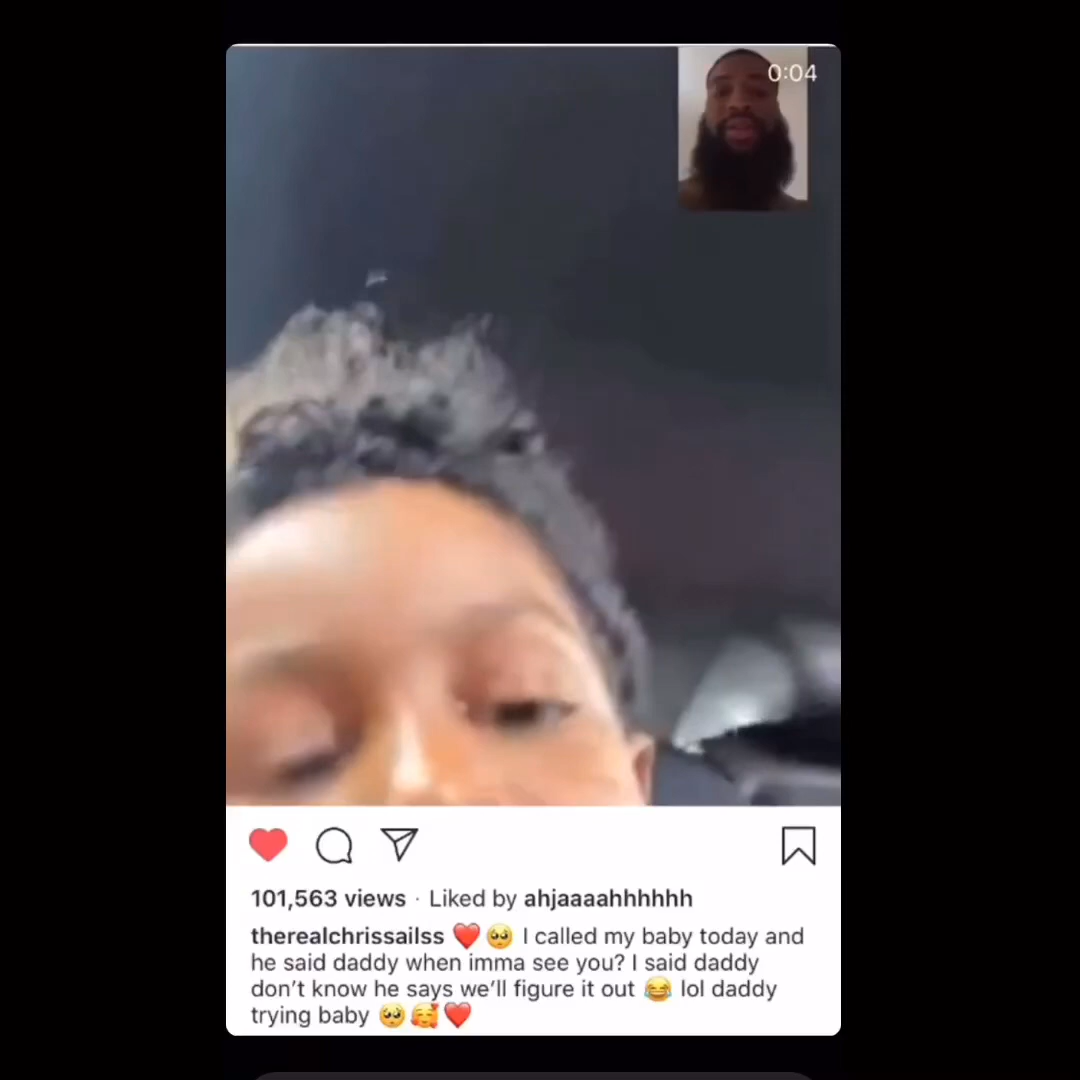 0:04
101,563 views · Liked by ahjaaaahhhhhh
therealchrissailss ❤️ 🥺 I called my baby today and
he said daddy when imma see you? I said daddy
don't know he says we'll figure it out 😂 lol daddy
trying baby 🥺 🥰 ❤️